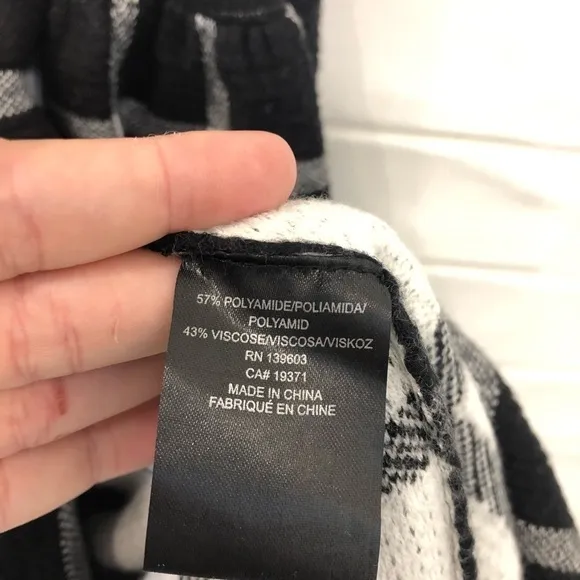 57% POLYAMIDE/POLIAMIDA/
POLYAMID
43% VISCOSE/VISCOSA/VISKOZ
RN 139603
CA# 19371
MADE IN CHINA
FABRIQUÉ EN CHINE